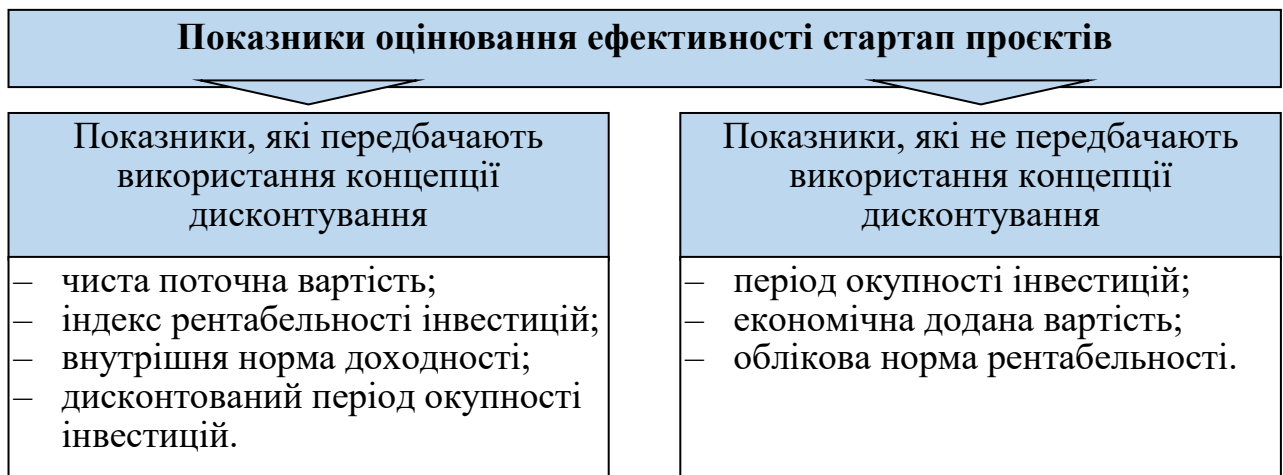 Показники оцінювання ефективності стартап проєктів
Показники, які передбачають
використання концепції
дисконтування
– чиста поточна вартість;
– індекс рентабельності інвестицій;
– внутрішня норма доходності;
– дисконтований період окупності
інвестицій.
Показники, які не передбачають
використання концепції
дисконтування
– період окупності інвестицій;
– економічна додана вартість;
– облікова норма рентабельності.